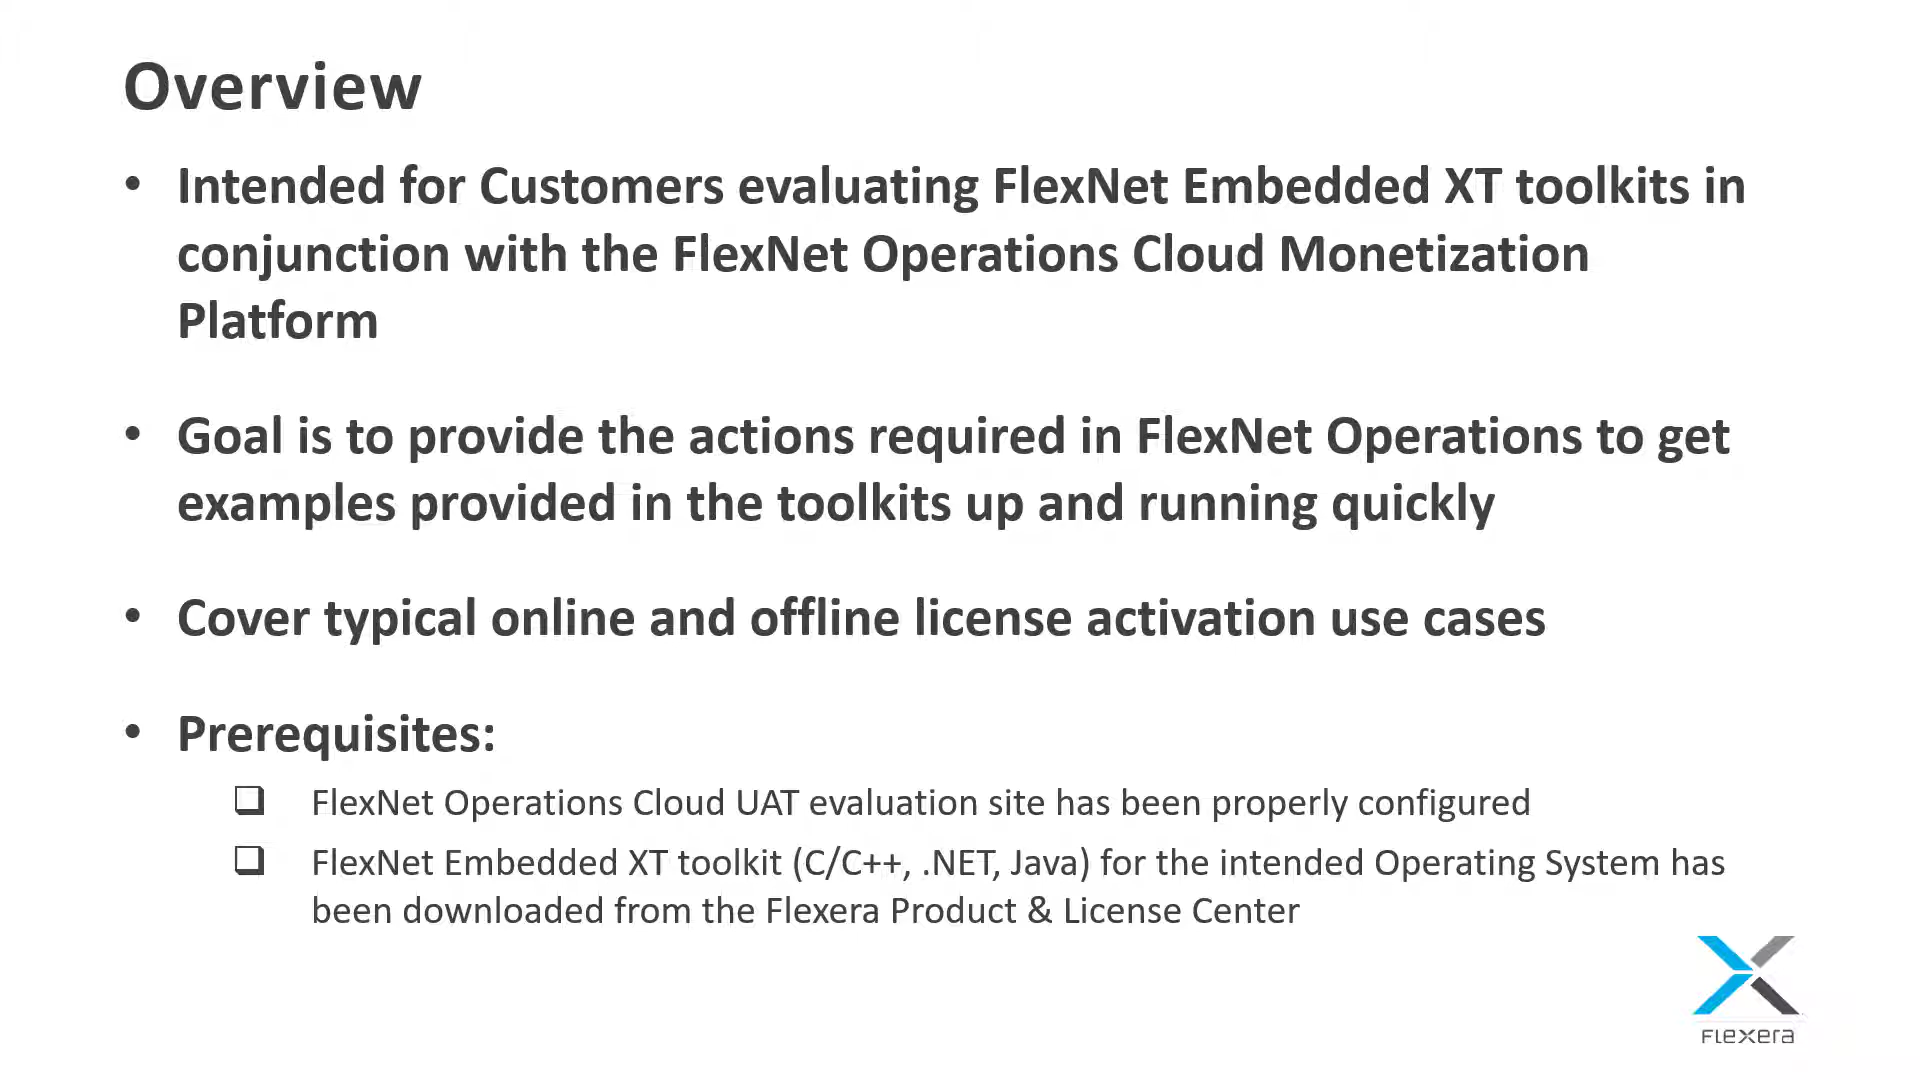 Overview
• Intended for Customers evaluating FlexNet Embedded XT toolkits in
conjunction with the FlexNet Operations Cloud Monetization
Platform
• Goal is to provide the actions required in FlexNet Operations to get
examples provided in the toolkits up and running quickly
• Cover typical online and offline license activation use cases
• Prerequisites:
❑ FlexNet Operations Cloud UAT evaluation site has been properly configured
❑ FlexNet Embedded XT toolkit (C/C++, .NET, Java) for the intended Operating System has
been downloaded from the Flexera Product & License Center
FLEXERA